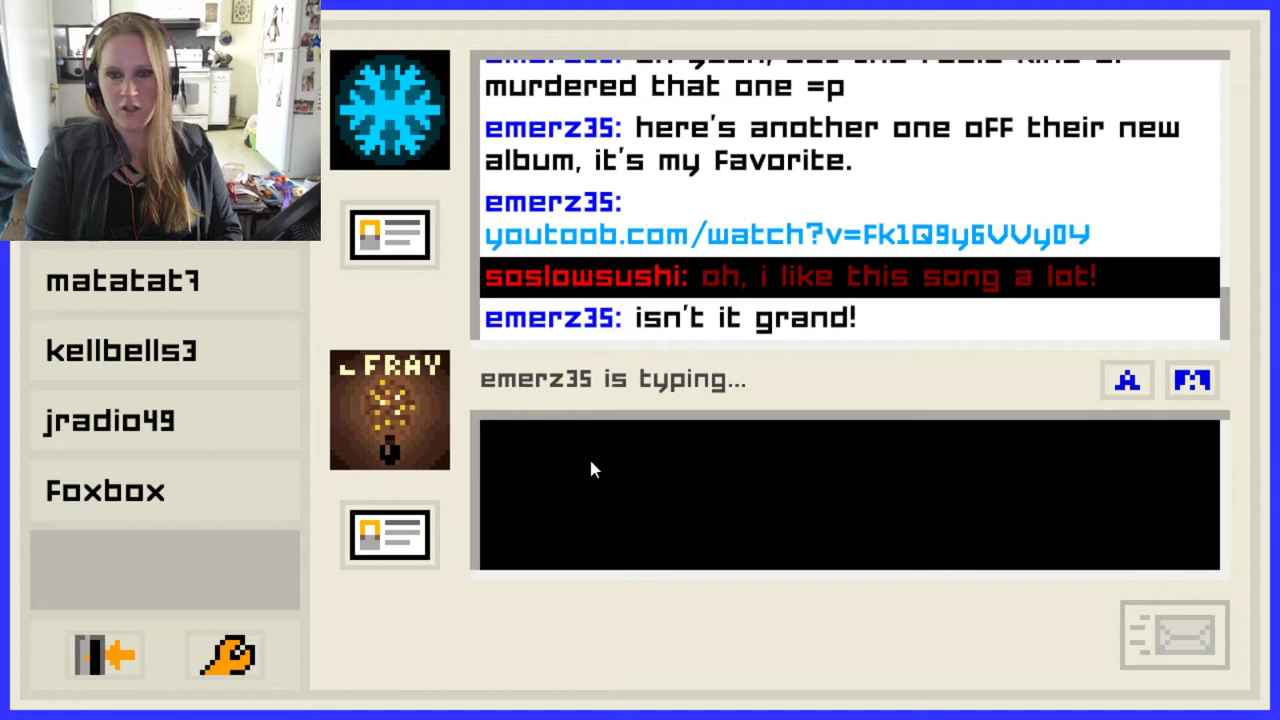 murdered that one =p
emerz35: here's another one off their new
album, it's my favorite.
emerz35:
youtoob.com/watch?v=fk1Q9y6VVy04
soslowsushi: oh, i like this song a lot!
emerz35: isn't it grand!
emerz35 is typing...
A
FRAY
matatat7
kellbells3
jradio49
foxbox